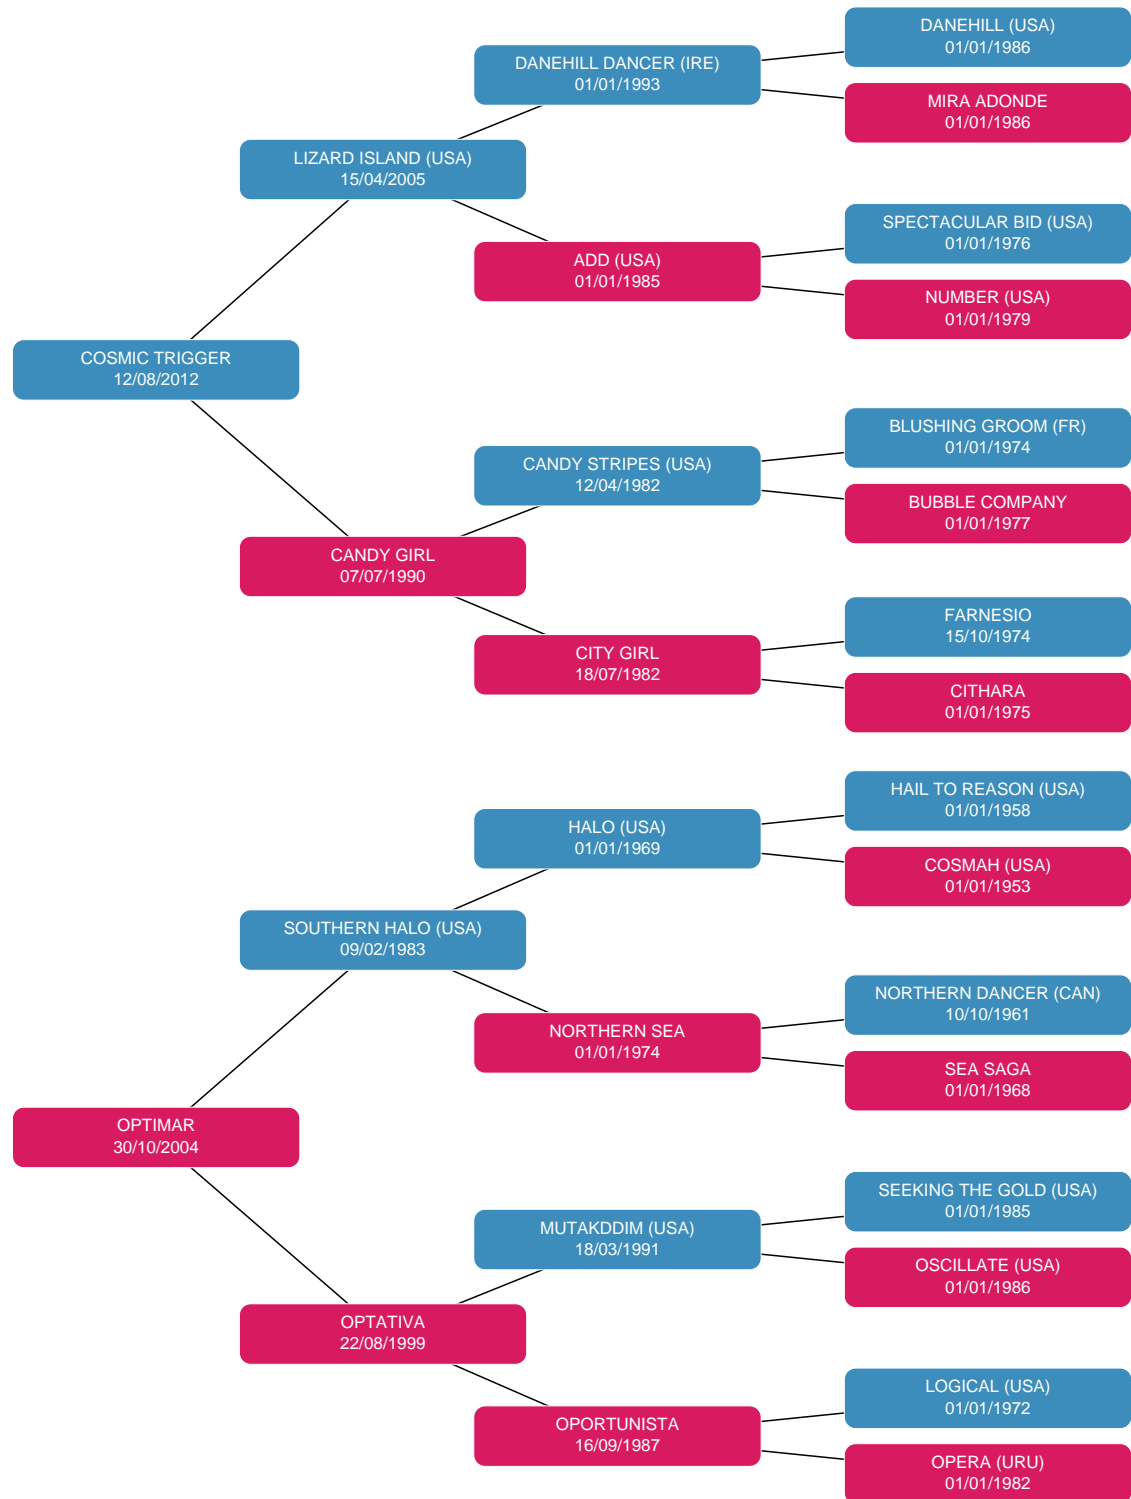 DANEHILL (USA)
01/01/1986
DANEHILL DANCER (IRE)
01/01/1993
MIRA ADONDE
01/01/1986
LIZARD ISLAND (USA)
15/04/2005
SPECTACULAR BID (USA)
01/01/1976
ADD (USA)
01/01/1985
NUMBER (USA)
01/01/1979
COSMIC TRIGGER
12/08/2012
BLUSHING GROOM (FR)
01/01/1974
CANDY STRIPES (USA)
12/04/1982
BUBBLE COMPANY
01/01/1977
CANDY GIRL
07/07/1990
FARNESIO
15/10/1974
CITY GIRL
18/07/1982
CITHARA
01/01/1975
HAIL TO REASON (USA)
01/01/1958
HALO (USA)
01/01/1969
COSMAH (USA)
01/01/1953
SOUTHERN HALO (USA)
09/02/1983
NORTHERN DANCER (CAN)
10/10/1961
NORTHERN SEA
01/01/1974
SEA SAGA
01/01/1968
OPTIMAR
30/10/2004
SEEKING THE GOLD (USA)
01/01/1985
MUTAKDDIM (USA)
18/03/1991
OSCILLATE (USA)
01/01/1986
OPTATIVA
22/08/1999
LOGICAL (USA)
01/01/1972
OPORTUNISTA
16/09/1987
OPERA (URU)
01/01/1982